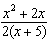 x² + 2x
2(x + 5)